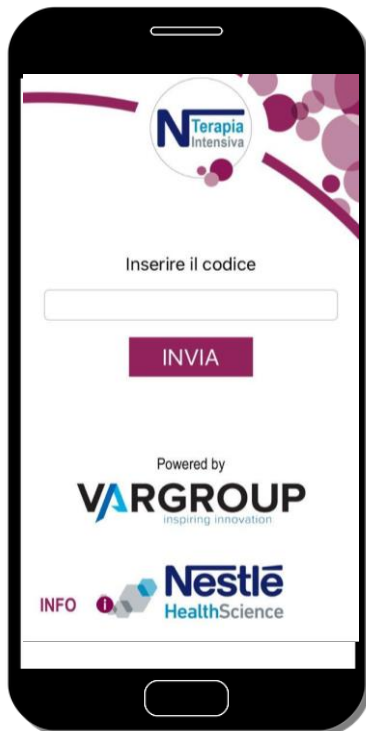 N Terapia
Intensiva
Inserire il codice
INVIA
Powered by
VARGROUP
inspiring innovation
Nestlé
INFO i HealthScience